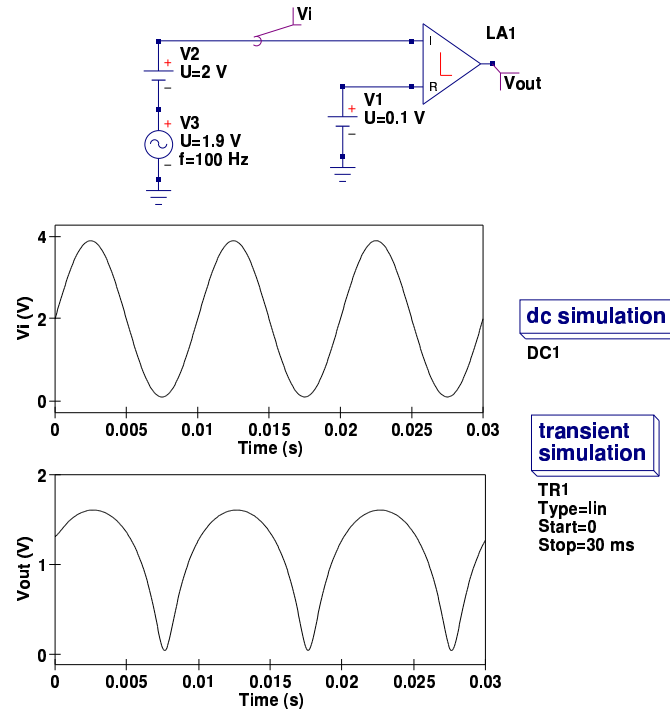 Vi
V2
U=2 V
+
−
V3
U=1.9 V
f=100 Hz
+
−
V1
U=0.1 V
+
−
I
R
LA1
Vout
4
2
0
Vi (V)
0 0.005 0.01 0.015 0.02 0.025 0.03
Time (s)
dc simulation
DC1
2
1
0
Vout (V)
0 0.005 0.01 0.015 0.02 0.025 0.03
Time (s)
transient
simulation
TR1
Type=lin
Start=0
Stop=30 ms